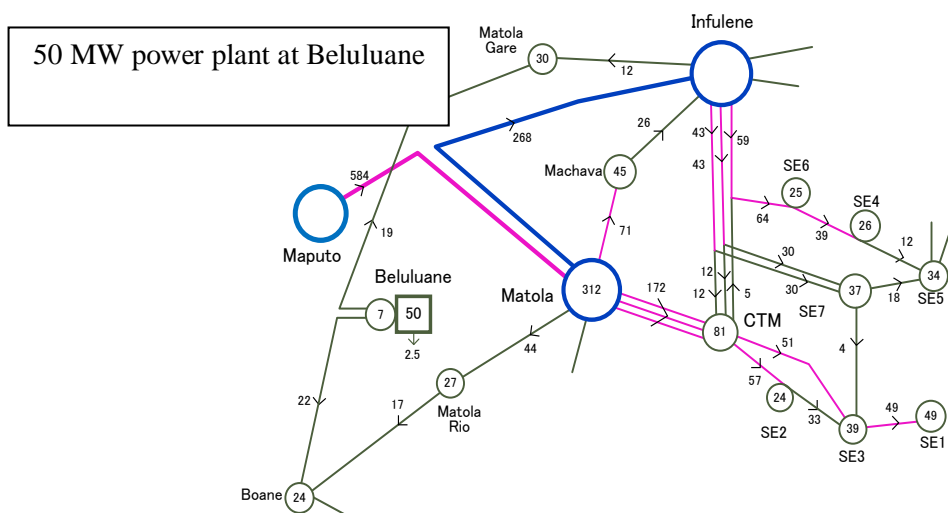 50 MW power plant at Beluluane
Matola
Gare
30
12
Infulene
268
26
43
43
59
584
Machava
45
SE6
25
64
39
SE4
26
12
34
SE5
Maputo
19
71
Beluluane
7
50
2.5
Matola
312
172
12
12
5
30
30
37
SE7
18
CTM
81
44
51
57
4
22
27
17
Matola
Rio
24
SE2
33
39
SE3
49
49
SE1
Boane
24